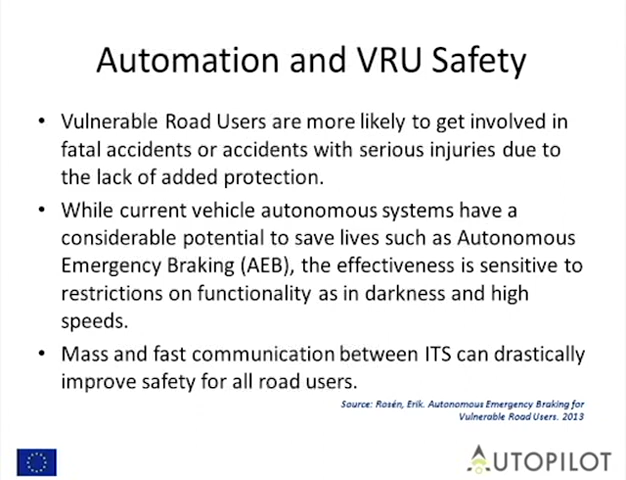 Automation and VRU Safety
• Vulnerable Road Users are more likely to get involved in
fatal accidents or accidents with serious injuries due to
the lack of added protection.
• While current vehicle autonomous systems have a
considerable potential to save lives such as Autonomous
Emergency Braking (AEB), the effectiveness is sensitive to
restrictions on functionality as in darkness and high
speeds.
• Mass and fast communication between ITS can drastically
improve safety for all road users.
Source: Rosén, Erik. Autonomous Emergency Braking for
Vulnerable Road Users. 2013
AUTOPILOT